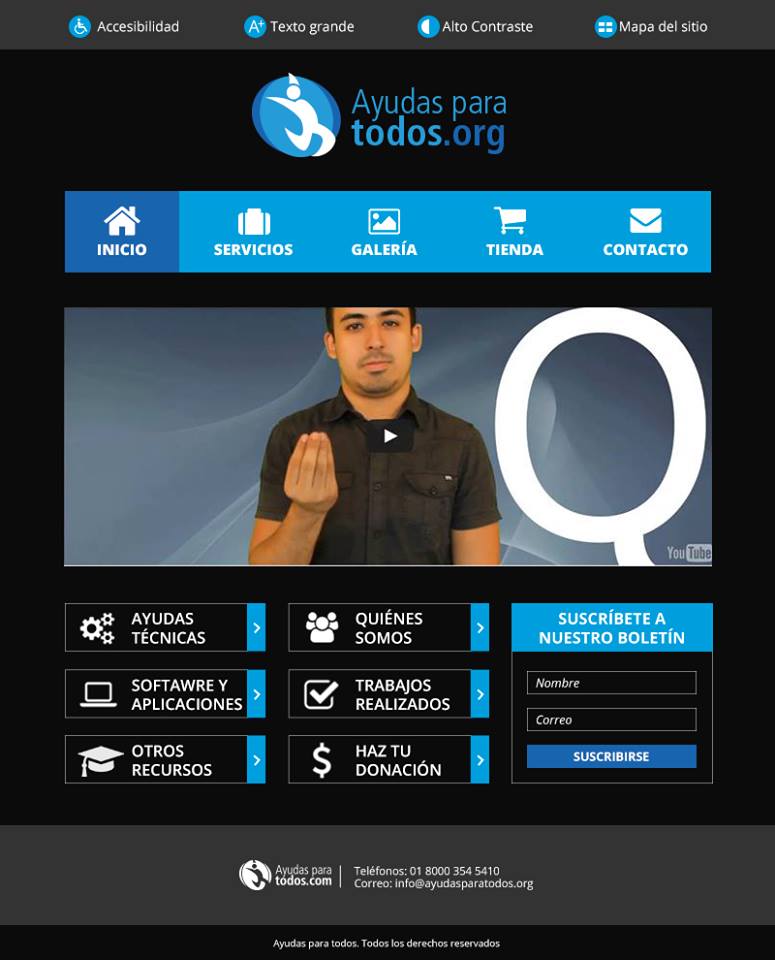 Accesibilidad
A+ Texto grande
Alto Contraste
Mapa del sitio
Ayudas para
todos.org
INICIO
SERVICIOS
GALERÍA
TIENDA
CONTACTO
Q
YouTube
AYUDAS
TÉCNICAS
QUIÉNES
SOMOS
SUSCRÍBETE A
NUESTRO BOLETÍN
SOFTAWRE Y
APLICACIONES
TRABAJOS
REALIZADOS
Nombre
Correo
OTROS
RECURSOS
$ HAZ TU
DONACIÓN
SUSCRIBIRSE
Ayudas para
todos.com
Teléfonos: 01 8000 354 5410
Correo: info@ayudasparatodos.org
Ayudas para todos. Todos los derechos reservados